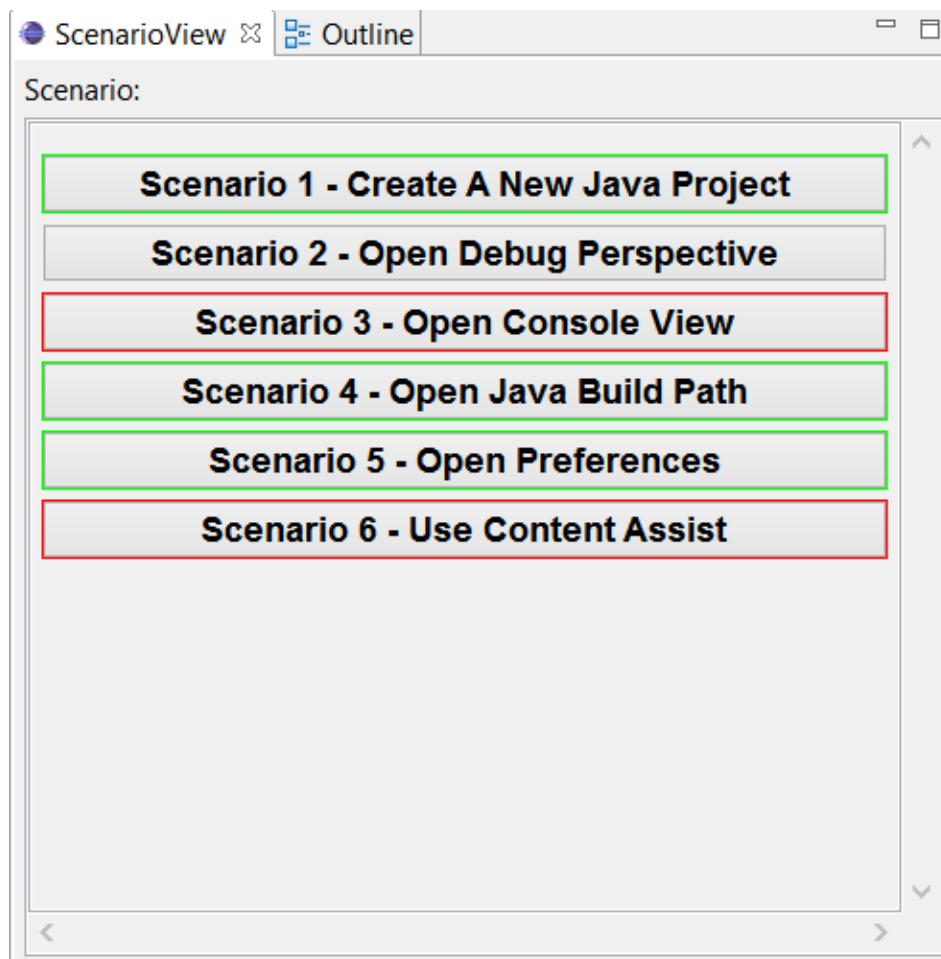 ScenarioView Outline
Scenario:
Scenario 1 - Create A New Java Project
Scenario 2 - Open Debug Perspective
Scenario 3 - Open Console View
Scenario 4 - Open Java Build Path
Scenario 5 - Open Preferences
Scenario 6 - Use Content Assist